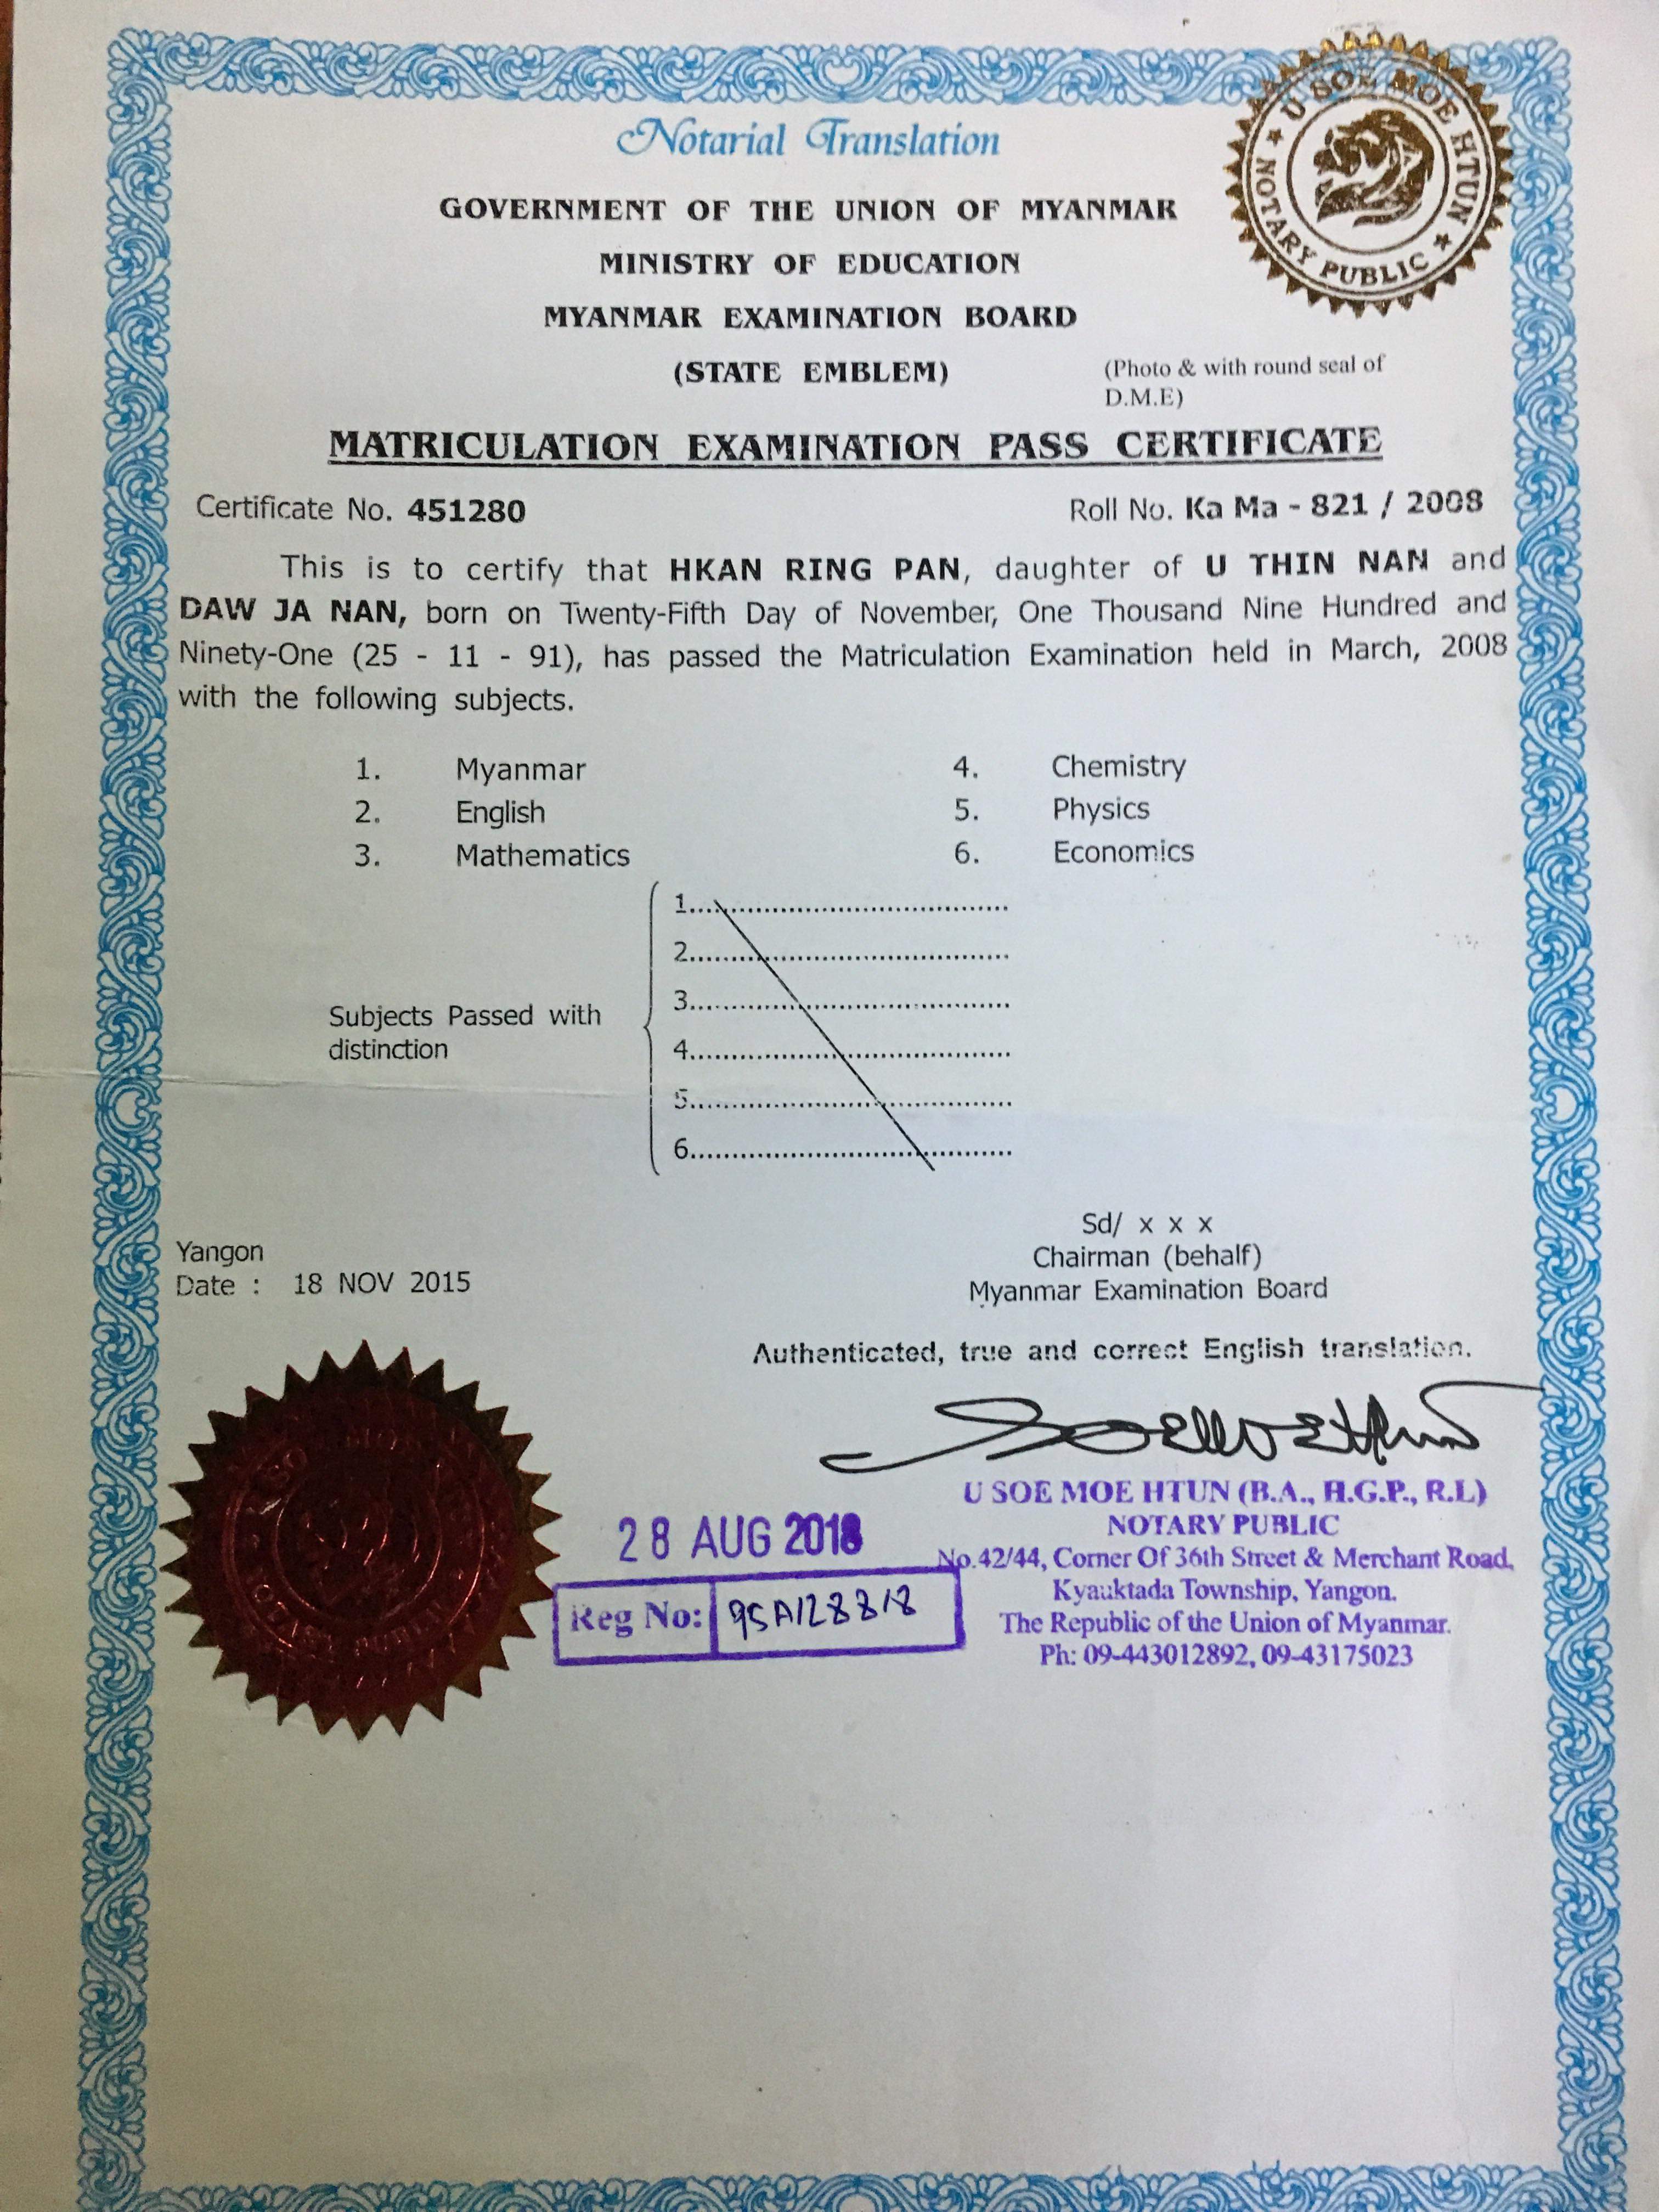 Notarial Translation
U SOE MOE HTUN
NOTARY PUBLIC
GOVERNMENT OF THE UNION OF MYANMAR
MINISTRY OF EDUCATION
MYANMAR EXAMINATION BOARD
(STATE EMBLEM)
(Photo & with round seal of
D.M.E)
MATRICULATION EXAMINATION PASS CERTIFICATE
Certificate No. 451280 Roll No. Ka Ma - 821 / 2008
This is to certify that HKAN RING PAN, daughter of U THIN NAN and
DAW JA NAN, born on Twenty-Fifth Day of November, One Thousand Nine Hundred and
Ninety-One (25 - 11 - 91), has passed the Matriculation Examination held in March, 2008
with the following subjects.
1. Myanmar 4. Chemistry
2. English 5. Physics
3. Mathematics 6. Economics
Subjects Passed with
distinction
1..........................................
2..........................................
3..........................................
4..........................................
5..........................................
6..........................................
Sd/ x x x
Chairman (behalf)
Myanmar Examination Board
Yangon
Date : 18 NOV 2015
Authenticated, true and correct English translation.
U SOE MOE HTUN (B.A., H.G.P., R.L)
NOTARY PUBLIC
No.42/44, Corner Of 36th Street & Merchant Road,
Kyauktada Township, Yangon.
The Republic of the Union of Myanmar.
Ph: 09-443012892, 09-43175023
28 AUG 2018
Reg No: